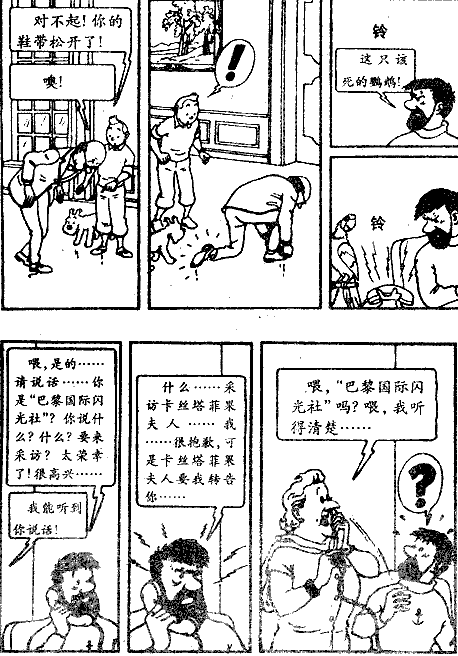 对不起！你的
鞋带松开了！
噢！
！
铃
这只该
死的鹦鹉！
铃
喂，是的……
请说话……你
是“巴黎国际闪
光社”？你说什
么？什么？要来
采访？太荣幸
了！很高兴……
我能听到
你说话！
什么……采
访卡丝塔菲果
夫人……我
……很抱歉，可
是卡丝塔菲果
夫人要我转告
你……
喂，“巴黎国际闪
光社”吗？喂，我听
得清楚……
？